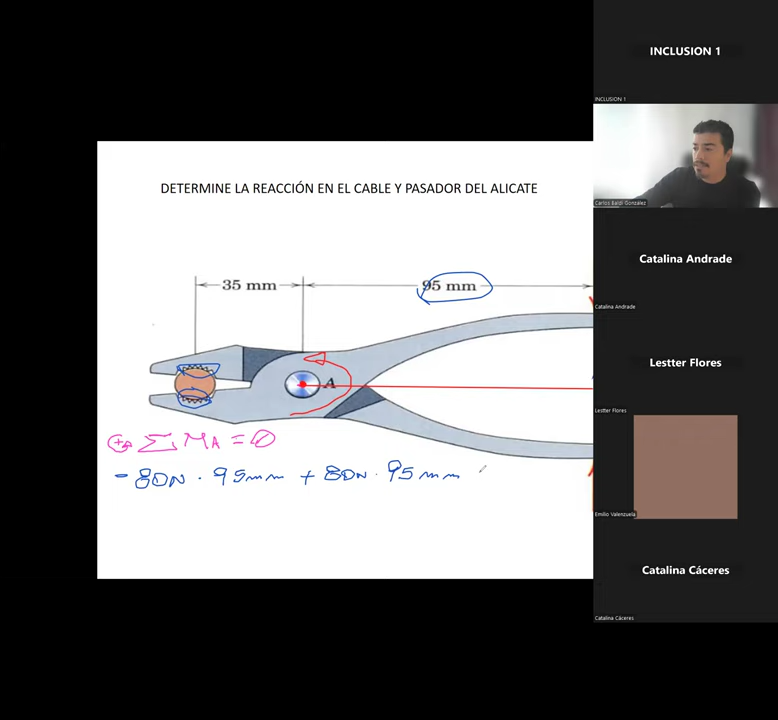 INCLUSION 1
INCLUSION 1
Carlos Baldl González
Catalina Andrade
Catalina Andrade
Lestter Flores
Lestter Flores
Emilio Valenzuela
Catalina Cáceres
Catalina Cáceres
DETERMINE LA REACCIÓN EN EL CABLE Y PASADOR DEL ALICATE
35 mm
95 mm
A
Σ MA = 0
- 80N · 95mm + 80N · 95mm